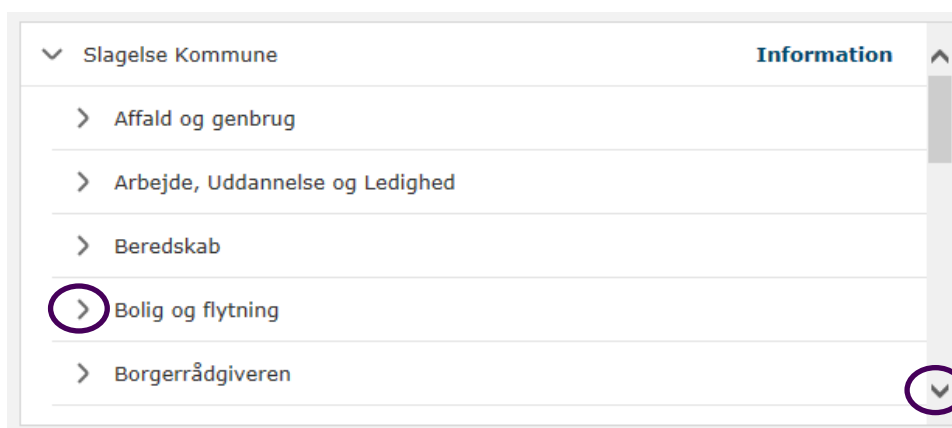 Slagelse Kommune Information
Affald og genbrug
Arbejde, Uddannelse og Ledighed
Beredskab
Bolig og flytning
Borgerrådgiveren